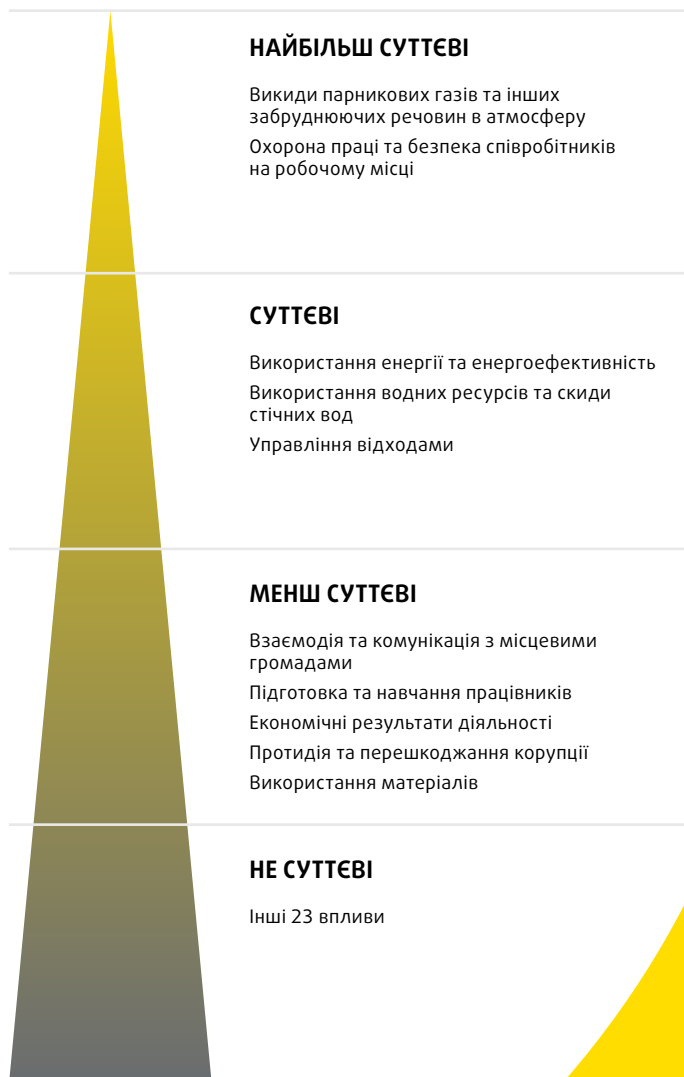 НАЙБІЛЬШ СУТТЄВІ
Викиди парникових газів та інших
забруднюючих речовин в атмосферу
Охорона праці та безпека співробітників
на робочому місці
СУТТЄВІ
Використання енергії та енергоефективність
Використання водних ресурсів та скиди
стічних вод
Управління відходами
МЕНШ СУТТЄВІ
Взаємодія та комунікація з місцевими
громадами
Підготовка та навчання працівників
Економічні результати діяльності
Протидія та перешкоджання корупції
Використання матеріалів
НЕ СУТТЄВІ
Інші 23 впливи